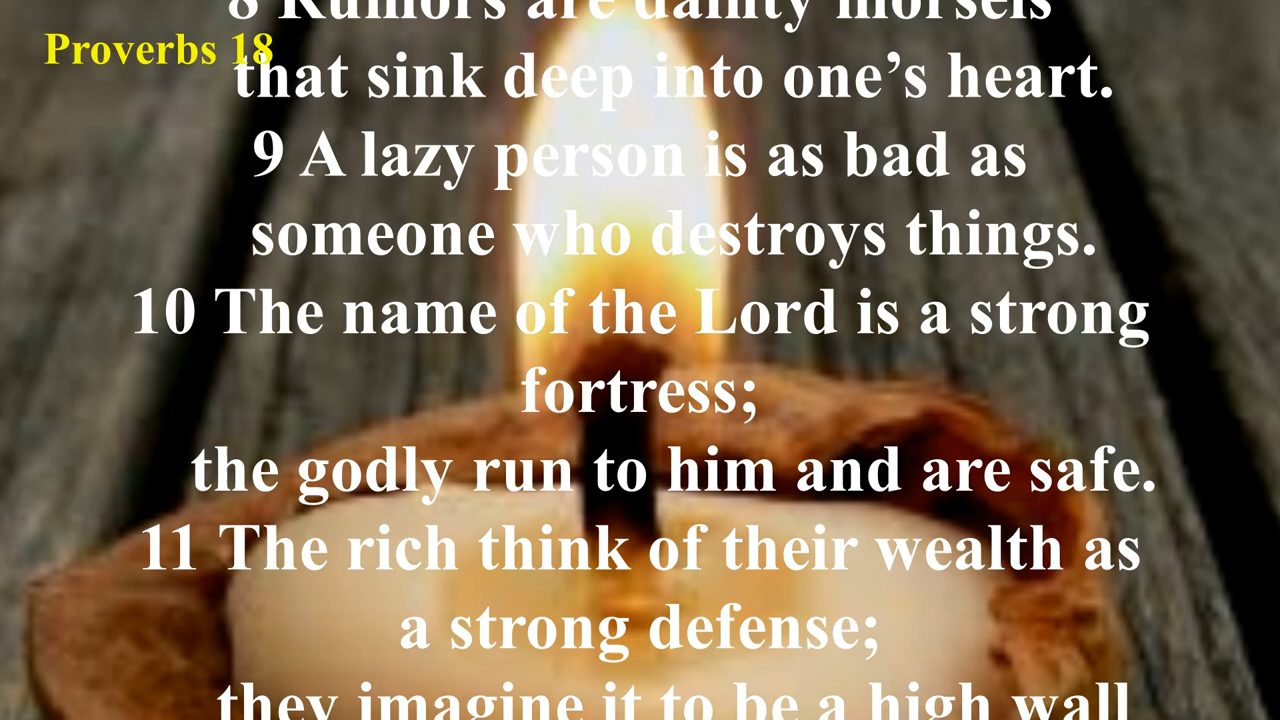 8 Rumors are dainty morsels
Proverbs 18
that sink deep into one’s heart.
9 A lazy person is as bad as
someone who destroys things.
10 The name of the Lord is a strong
fortress;
the godly run to him and are safe.
11 The rich think of their wealth as
a strong defense;
they imagine it to be a high wall